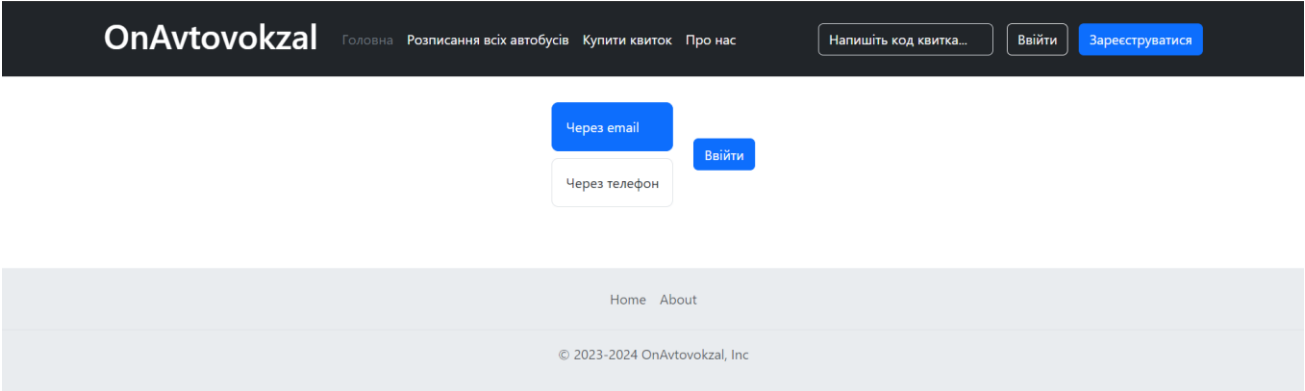 OnAvtovokzal Головна Розписання всіх автобусів Купити квиток Про нас Напишіть код квитка... Ввійти Зареєструватися
Через email
Ввійти
Через телефон
Home About
© 2023-2024 OnAvtovokzal, Inc